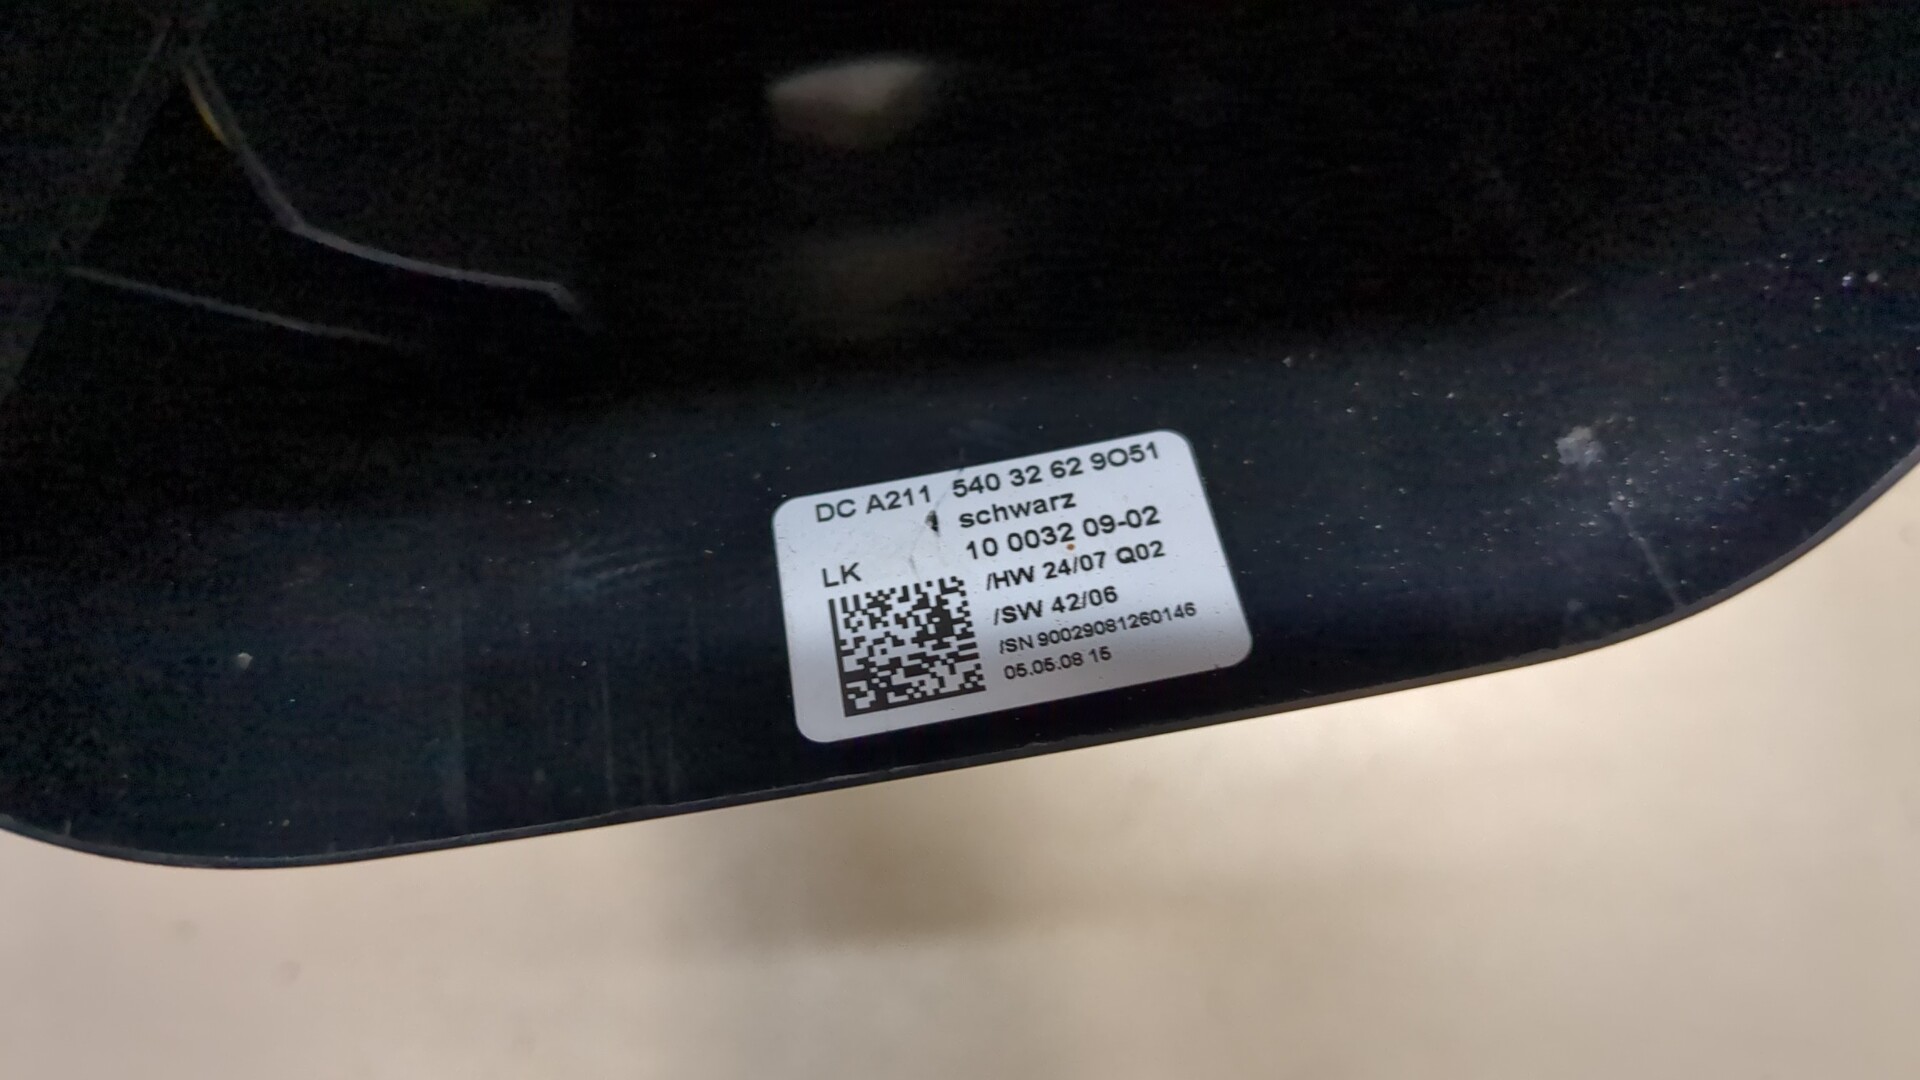 DC A211 540 32 62 9O51
schwarz
10 0032 09-02
LK
/HW 24/07 Q02
/SW 42/06
/SN 90029081260146
05.05.08 15